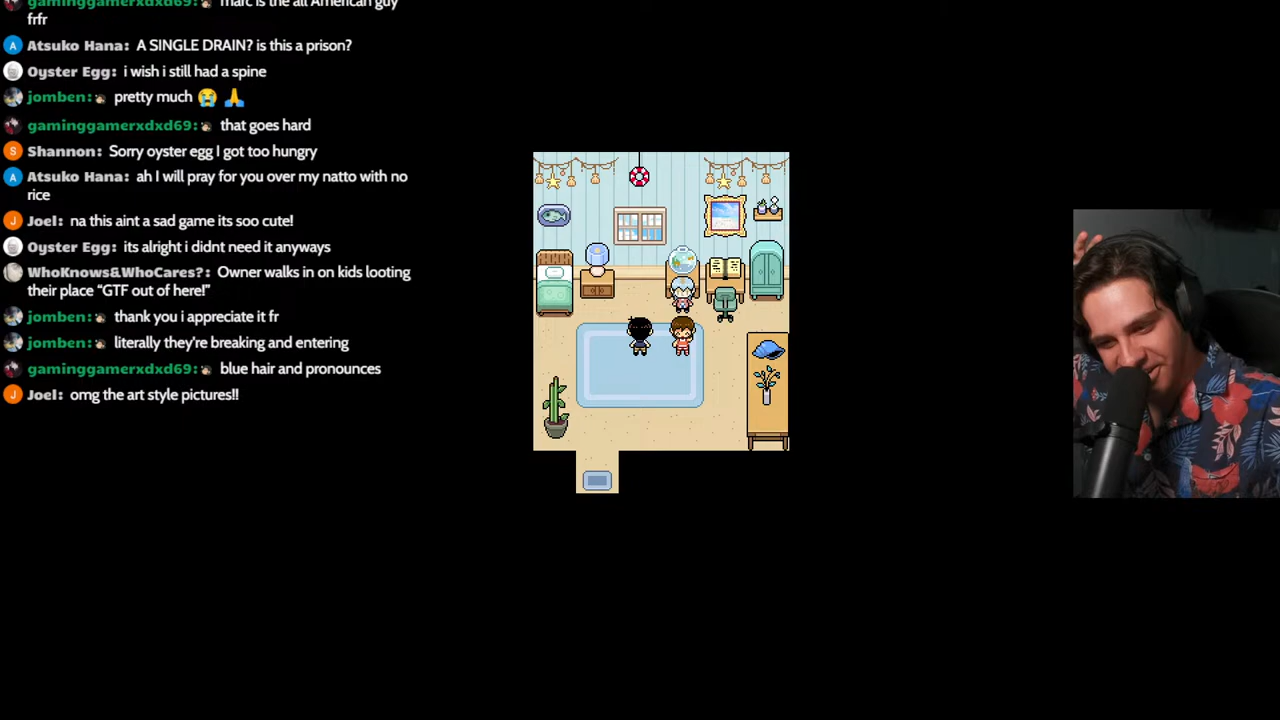 gaminggamerxdxd69: marc is the all American guy
frfr
Atsuko Hana: A SINGLE DRAIN? is this a prison?
Oyster Egg: i wish i still had a spine
jomben: pretty much 😭 🙏
gaminggamerxdxd69: that goes hard
Shannon: Sorry oyster egg I got too hungry
Atsuko Hana: ah I will pray for you over my natto with no
rice
Joel: na this aint a sad game its soo cute!
Oyster Egg: its alright i didnt need it anyways
WhoKnows&WhoCares?: Owner walks in on kids looting
their place “GTF out of here!”
jomben: thank you i appreciate it fr
jomben: literally they're breaking and entering
gaminggamerxdxd69: blue hair and pronounces
Joel: omg the art style pictures!!